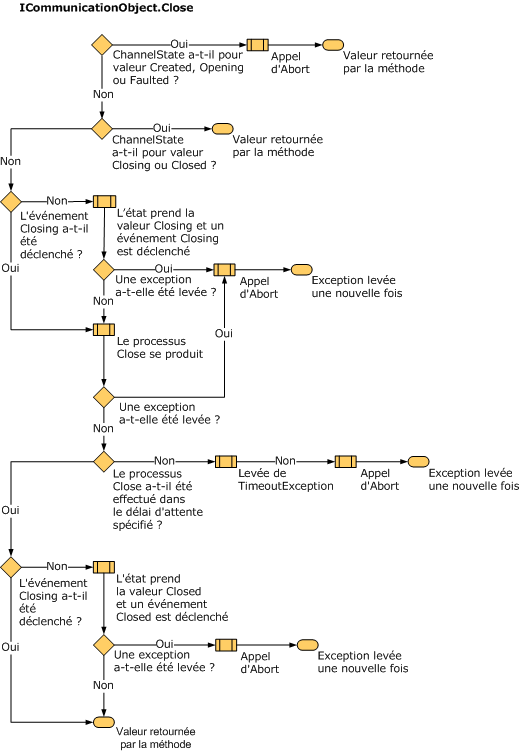 ICommunicationObject.Close
Oui
ChannelState a-t-il pour
valeur Created, Opening
ou Faulted ?
Appel
d'Abort
Valeur retournée
par la méthode
Non
Oui
ChannelState
a-t-il pour valeur
Closing ou Closed ?
Valeur retournée
par la méthode
Non
Non
L'événement
Closing a-t-il
été
déclenché ?
L'état prend la
valeur Closing et un
événement Closing
est déclenché
Oui
Oui
Une exception
a-t-elle été levée ?
Appel
d'Abort
Exception levée
une nouvelle fois
Non
Le processus
Close se produit
Oui
Une exception
a-t-elle été levée ?
Non
Non
Le processus
Close a-t-il été
effectué dans
le délai d'attente
spécifié ?
Levée de
TimeoutException
Non
Appel
d'Abort
Exception levée
une nouvelle fois
Oui
Non
L'événement
Closing a-t-il
été
déclenché ?
L'état prend
la valeur Closed
et un événement
Closed est déclenché
Oui
Oui
Une exception
a-t-elle été levée ?
Appel
d'Abort
Exception levée
une nouvelle fois
Non
Valeur retournée
par la méthode